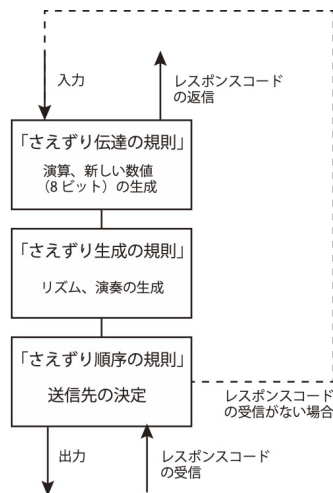 入力
レスポンスコード
の返信
「さえずり伝達の規則」
演算、新しい数値
（8 ビット）の生成
「さえずり生成の規則」
リズム、演奏の生成
「さえずり順序の規則」
送信先の決定
レスポンスコード
の受信がない場合
出力
レスポンスコード
の受信